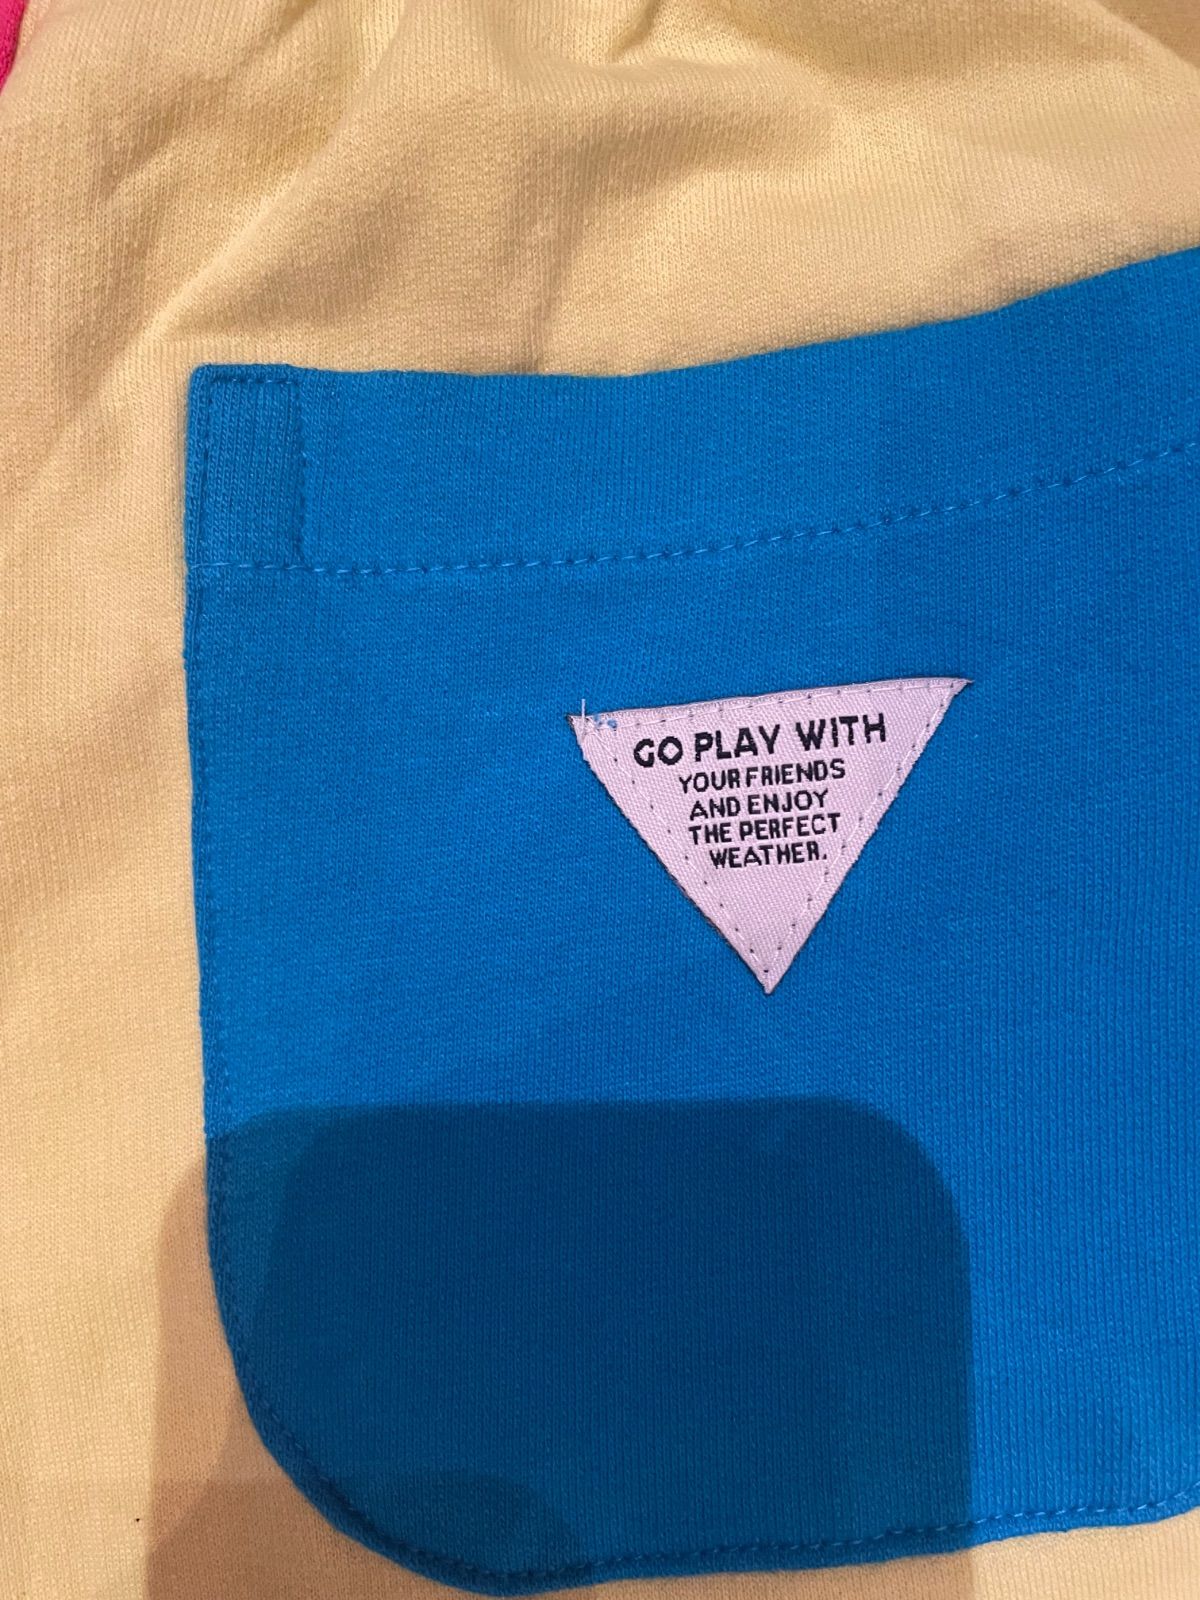 GO PLAY WITH
YOUR FRIENDS
AND ENJOY
THE PERFECT
WEATHER.